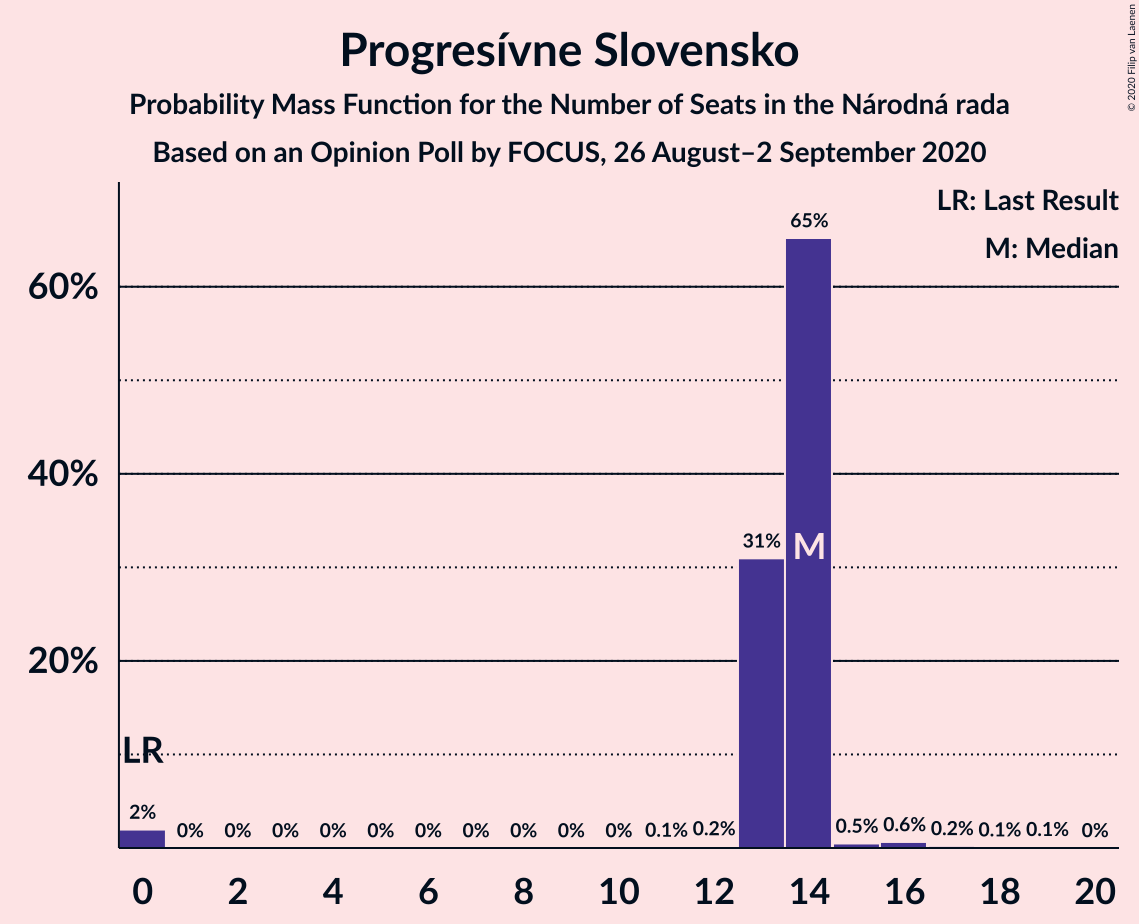 Progresívne Slovensko
Probability Mass Function for the Number of Seats in the Národná rada
Based on an Opinion Poll by FOCUS, 26 August–2 September 2020
© 2020 Filip van Laenen
LR: Last Result
M: Median
65%
60%
40%
31%
M
20%
LR
2%
0%
0%
0%
0%
0%
0%
0%
0%
0%
0%
0.1%
0.2%
0.5%
0.6%
0.2%
0.1%
0.1%
0%
0 2 4 6 8 10 12 14 16 18 20